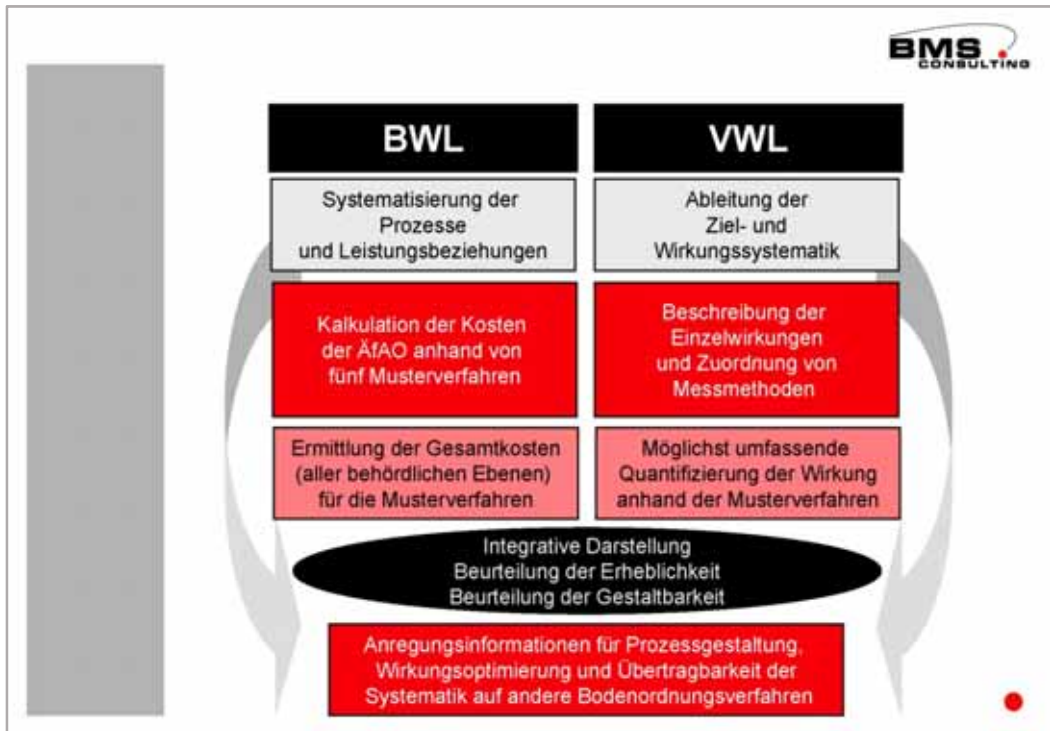 BMS
CONSULTING
BWL
Systematisierung der
Prozesse
und Leistungsbeziehungen
Kalkulation der Kosten
der ÄfAO anhand von
fünf Musterverfahren
Ermittlung der Gesamtkosten
(aller behördlichen Ebenen)
für die Musterverfahren
VWL
Ableitung der
Ziel- und
Wirkungssystematik
Beschreibung der
Einzelwirkungen
und Zuordnung von
Messmethoden
Möglichst umfassende
Quantifizierung der Wirkung
anhand der Musterverfahren
Integrative Darstellung
Beurteilung der Erheblichkeit
Beurteilung der Gestaltbarkeit
Anregungsinformationen für Prozessgestaltung,
Wirkungsoptimierung und Übertragbarkeit der
Systematik auf andere Bodenordnungsverfahren